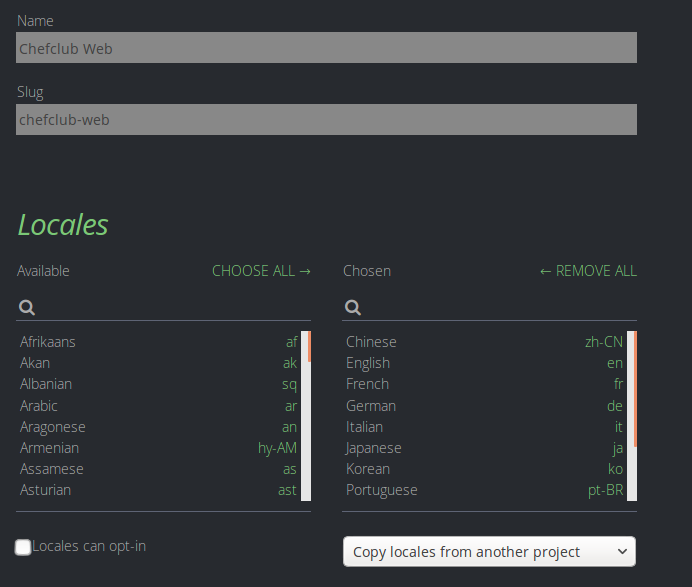 Name
Chefclub Web
Slug
chefclub-web
Locales
Available CHOOSE ALL →
Chosen ← REMOVE ALL
Afrikaans af
Akan ak
Albanian sq
Arabic ar
Aragonese an
Armenian hy-AM
Assamese as
Asturian ast
Chinese zh-CN
English en
French fr
German de
Italian it
Japanese ja
Korean ko
Portuguese pt-BR
Locales can opt-in
Copy locales from another project